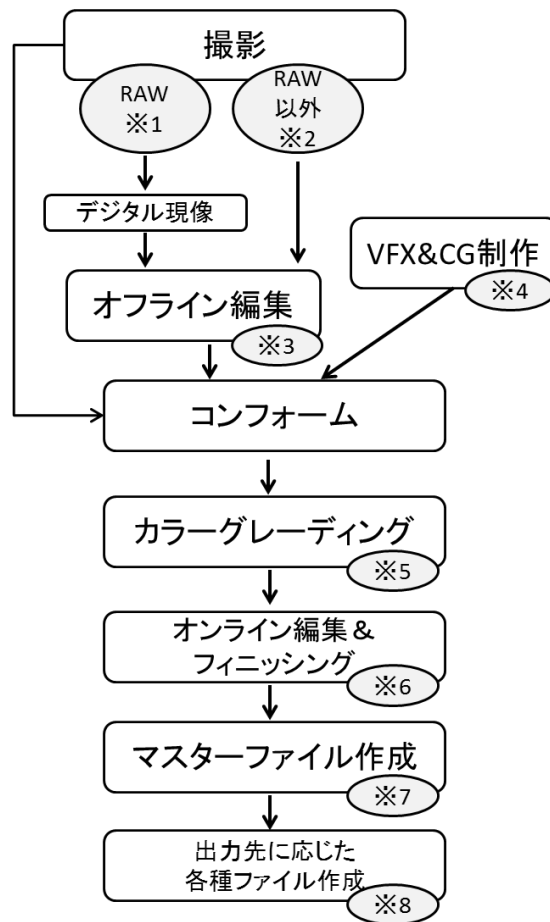 撮影
RAW
※1
RAW
以外
※2
デジタル現像
VFX&CG制作
※4
オフライン編集
※3
コンフォーム
カラーグレーディング
※5
オンライン編集&
フィニッシング
※6
マスターファイル作成
※7
出力先に応じた
各種ファイル作成
※8